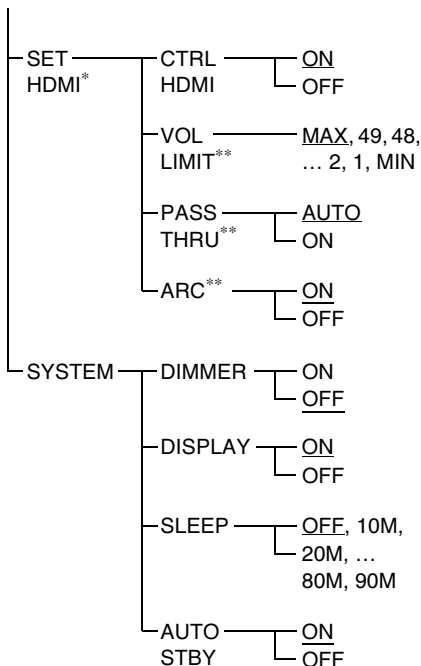 SET HDMI*
CTRL HDMI
ON
OFF
VOL LIMIT**
MAX, 49, 48,
... 2, 1, MIN
PASS THRU**
AUTO
ON
ARC**
ON
OFF
SYSTEM
DIMMER
ON
OFF
DISPLAY
ON
OFF
SLEEP
OFF, 10M,
20M, ...
80M, 90M
AUTO STBY
ON
OFF